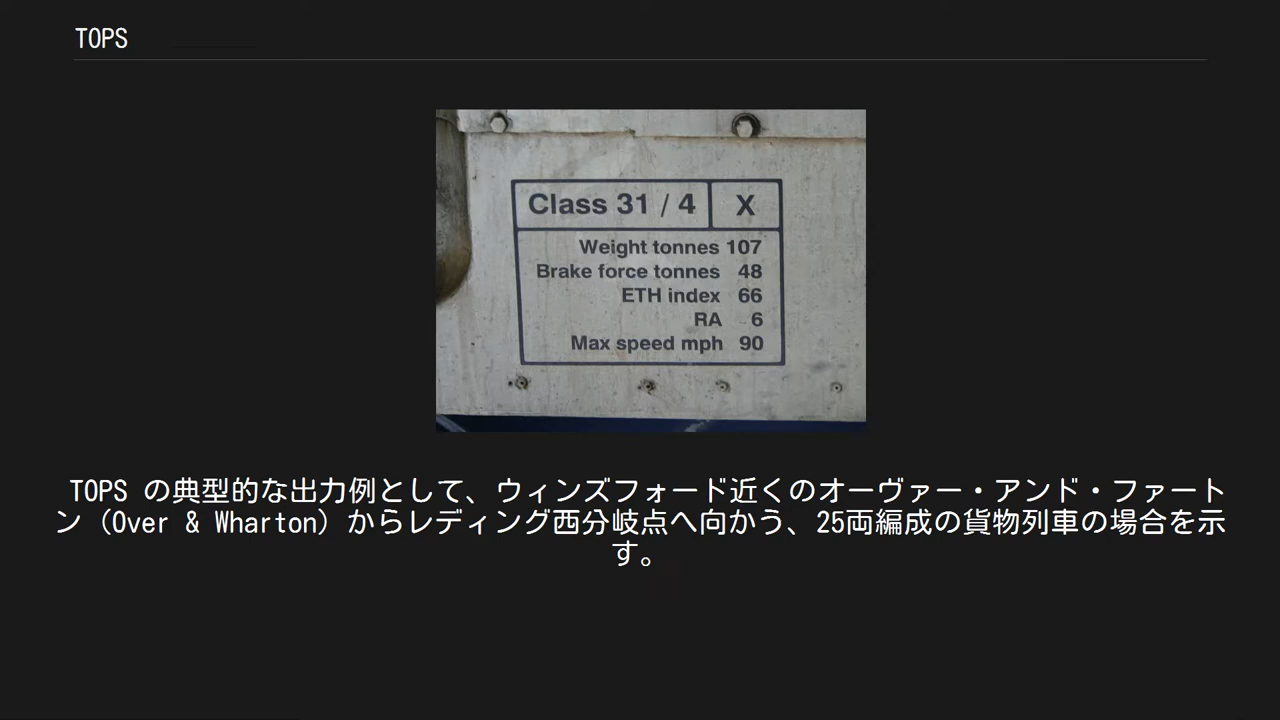 TOPS
Class 31 / 4 X
Weight tonnes 107
Brake force tonnes 48
ETH index 66
RA 6
Max speed mph 90
TOPS の典型的な出力例として、ウィンズフォード近くのオーヴァー・アンド・ファート
ン（Over & Wharton）からレディング西分岐点へ向かう、25両編成の貨物列車の場合を示
す。